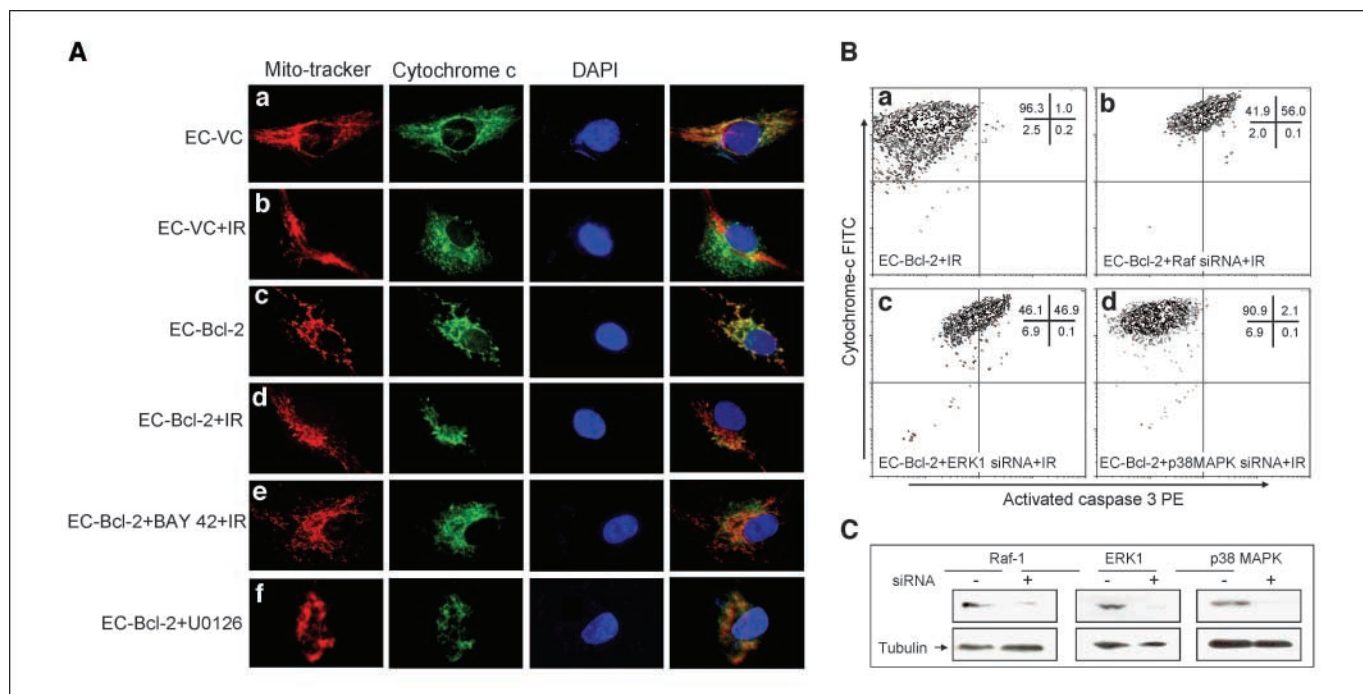 A
Mito-tracker Cytochrome c DAPI
a
EC-VC
b
EC-VC+IR
c
EC-Bcl-2
d
EC-Bcl-2+IR
e
EC-Bcl-2+BAY 42+IR
f
EC-Bcl-2+U0126
B
Cytochrome-c FITC
a
96.3 1.0
2.5 0.2
EC-Bcl-2+IR
b
41.9 56.0
2.0 0.1
EC-Bcl-2+Raf siRNA+IR
c
46.1 46.9
6.9 0.1
EC-Bcl-2+ERK1 siRNA+IR
d
90.9 2.1
6.9 0.1
EC-Bcl-2+p38MAPK siRNA+IR
Activated caspase 3 PE
C
Raf-1 ERK1 p38 MAPK
siRNA - + - + - +
Tubulin